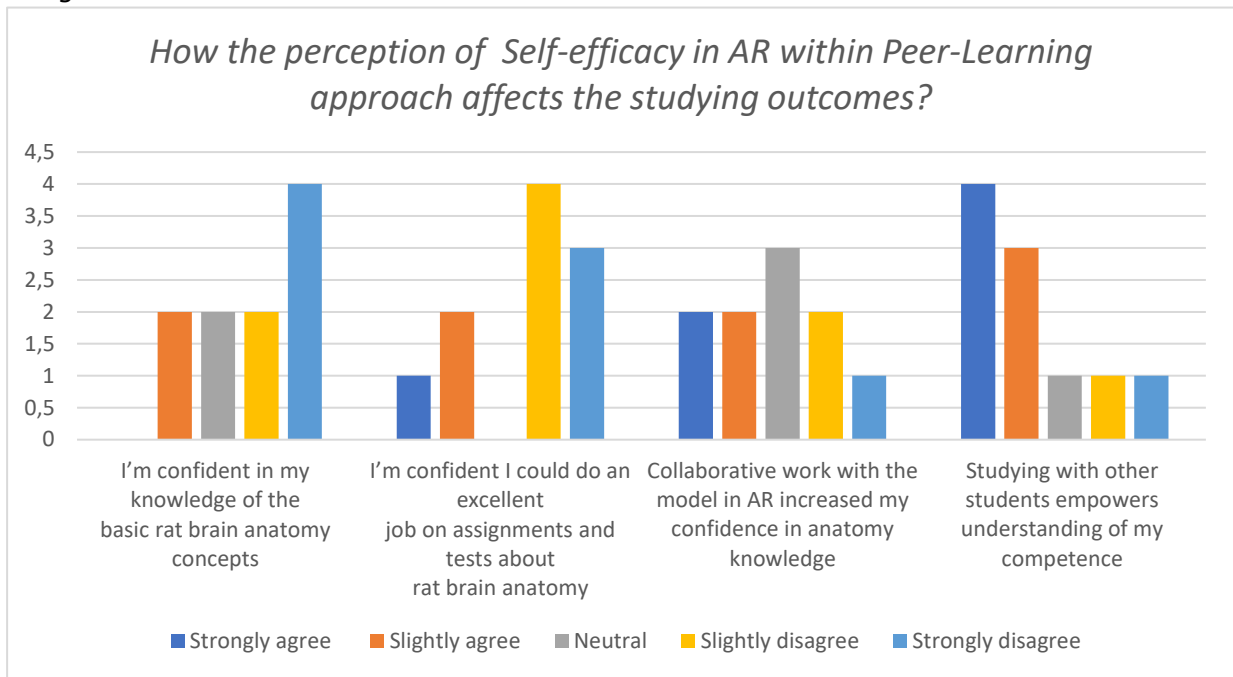 How the perception of  Self-efficacy in AR within Peer-Learning
approach affects the studying outcomes?
4,5
4
3,5
3
2,5
2
1,5
1
0,5
0
I’m confident in my
knowledge of the
basic rat brain anatomy
concepts
I’m confident I could do an
excellent
job on assignments and
tests about
rat brain anatomy
Collaborative work with the
model in AR increased my
confidence in anatomy
knowledge
Studying with other
students empowers
understanding of my
competence
Strongly agree
Slightly agree
Neutral
Slightly disagree
Strongly disagree